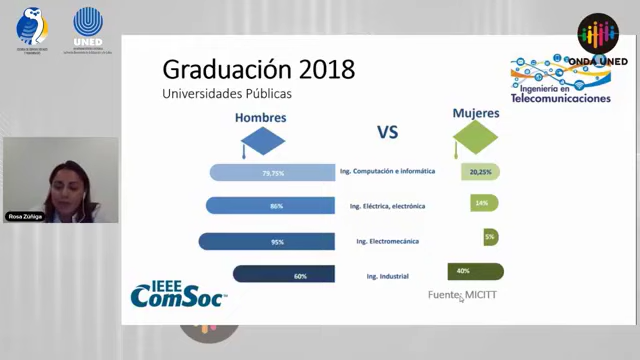 UNED
ONDA UNED
Graduación 2018
Universidades Públicas
Ingeniería en
Telecomunicaciones
Hombres
VS
Mujeres
79,75%
Ing. Computación e informática
20,25%
86%
Ing. Eléctrica, electrónica
14%
95%
Ing. Electromecánica
5%
60%
Ing. Industrial
40%
Fuente: MICITT
IEEE
ComSoc
Rosa Zúñiga